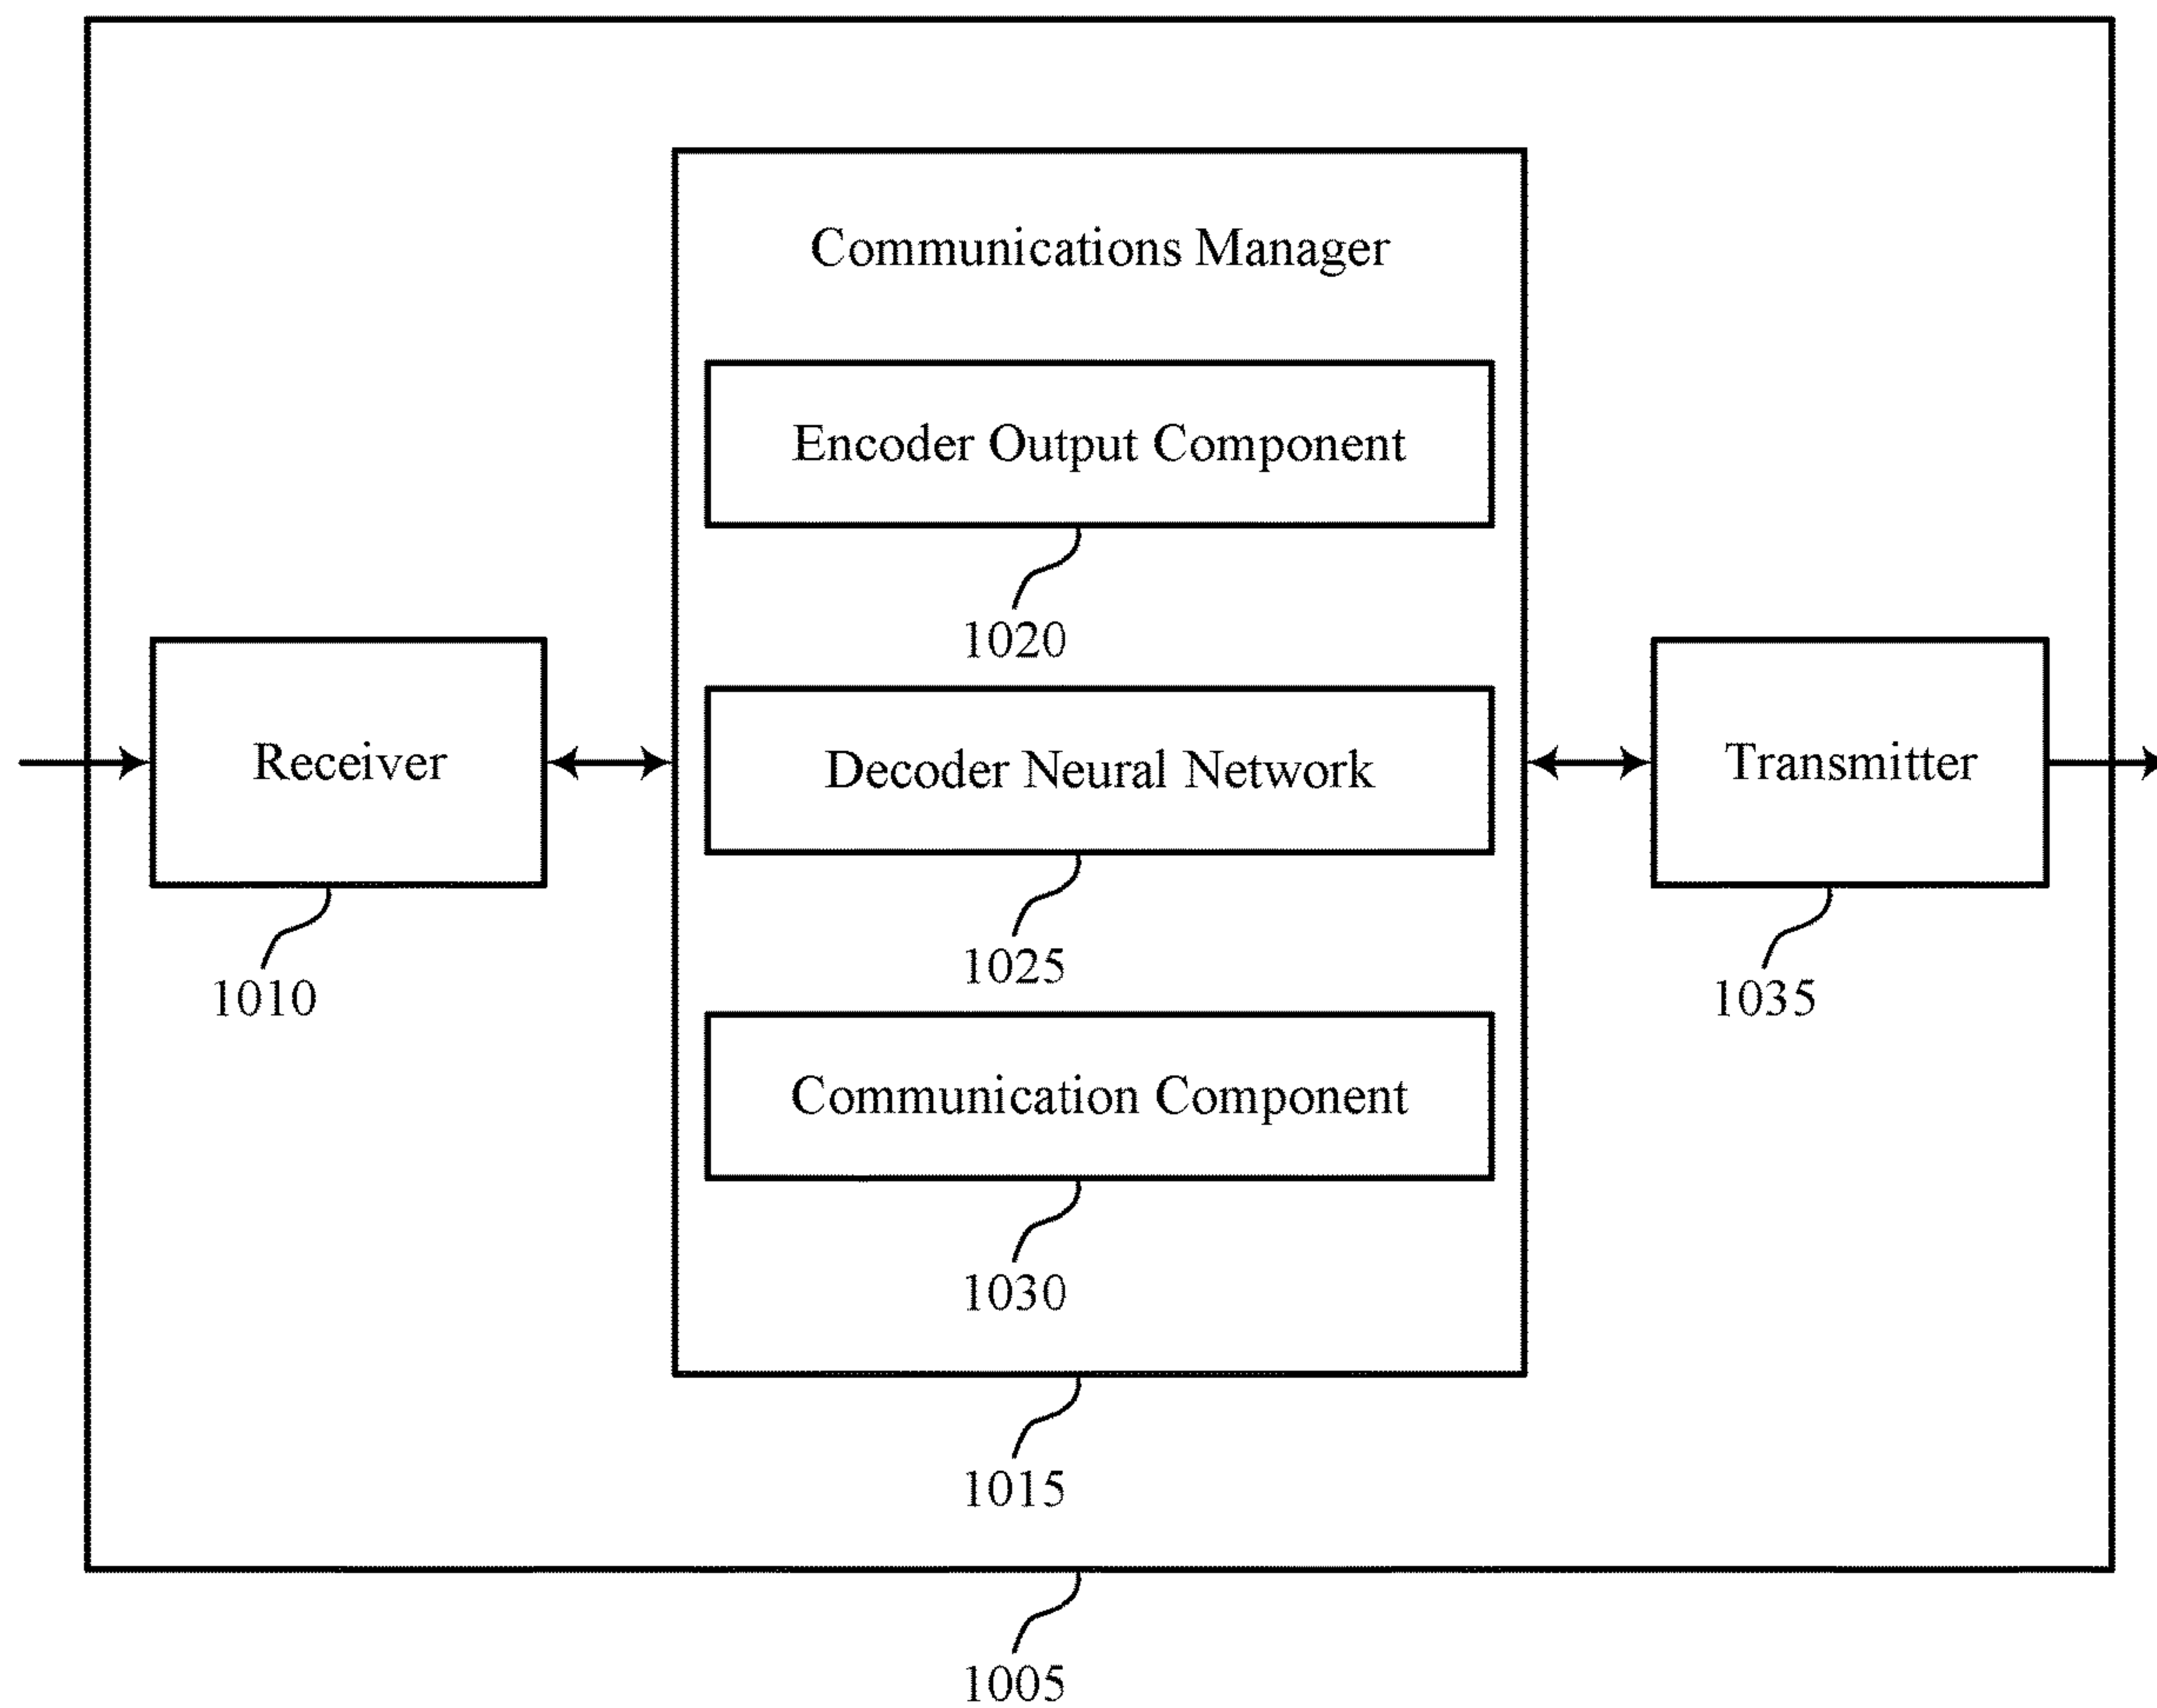 Communications Manager
Encoder Output Component
1020
Receiver
1010
Decoder Neural Network
1025
Transmitter
1035
Communication Component
1030
1015
1005